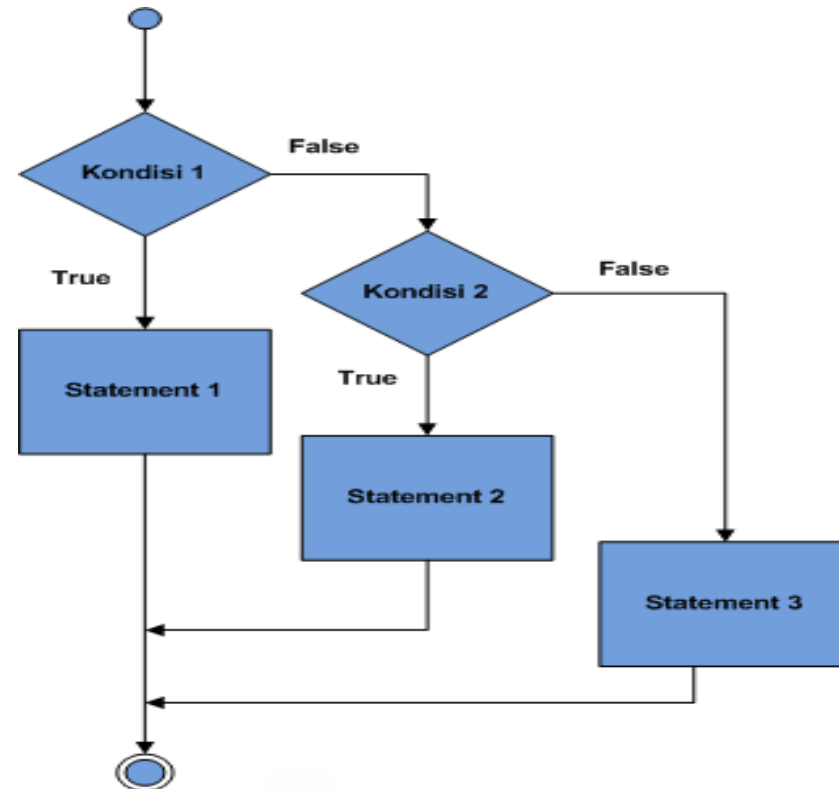 Kondisi 1
False
True
Kondisi 2
False
Statement 1
True
Statement 2
Statement 3